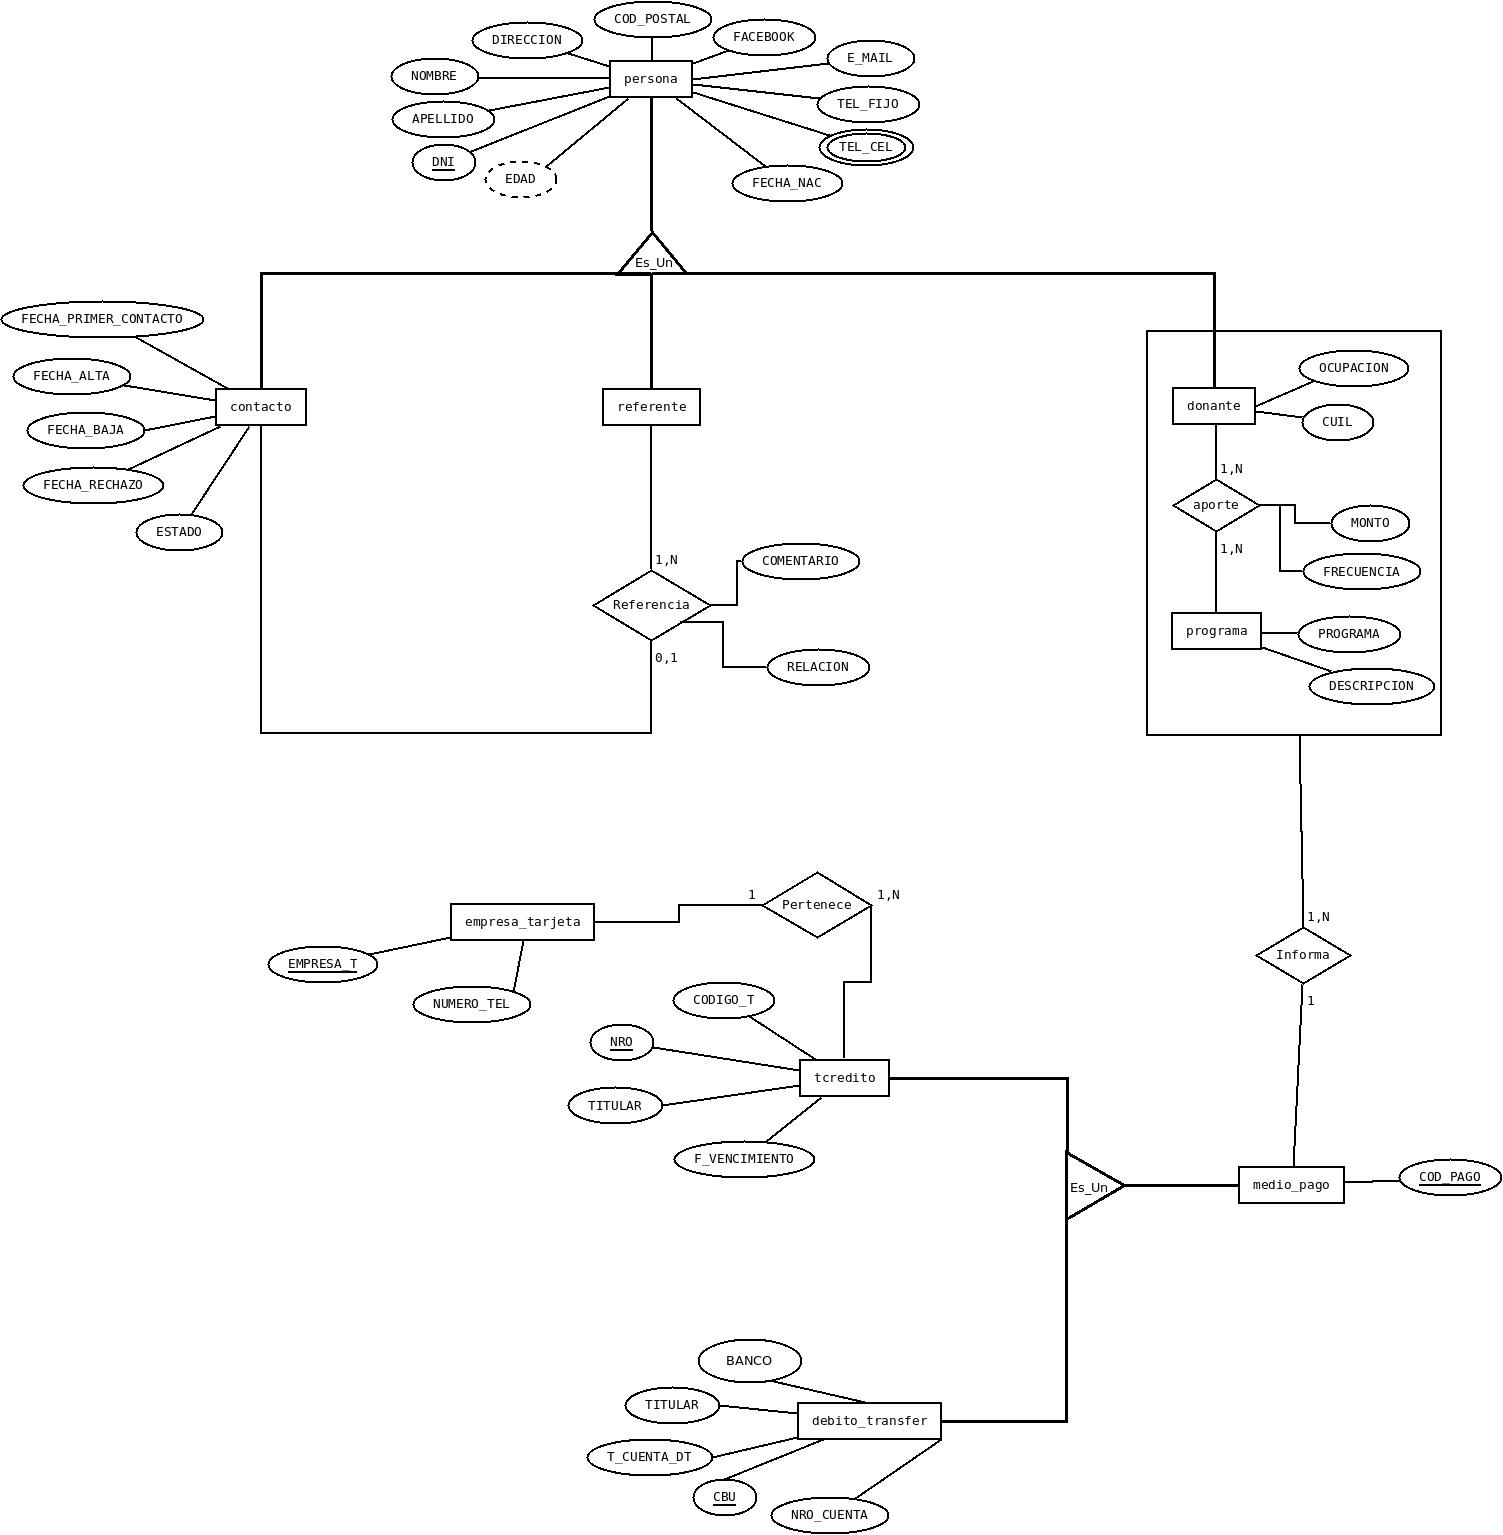 COD_POSTAL
DIRECCION
FACEBOOK
E_MAIL
NOMBRE
persona
TEL_FIJO
APELLIDO
TEL_CEL
DNI
EDAD
FECHA_NAC
Es_Un
FECHA_PRIMER_CONTACTO
FECHA_ALTA
OCUPACION
contacto
referente
donante
CUIL
FECHA_BAJA
1,N
FECHA_RECHAZO
aporte
MONTO
ESTADO
1,N
1,N
COMENTARIO
FRECUENCIA
Referencia
programa
PROGRAMA
0,1
RELACION
DESCRIPCION
1
1,N
Pertenece
empresa_tarjeta
1,N
Informa
EMPRESA_T
NUMERO_TEL
CODIGO_T
1
NRO
tcredito
TITULAR
F_VENCIMIENTO
Es_Un
medio_pago
COD_PAGO
BANCO
TITULAR
debito_transfer
T_CUENTA_DT
CBU
NRO_CUENTA